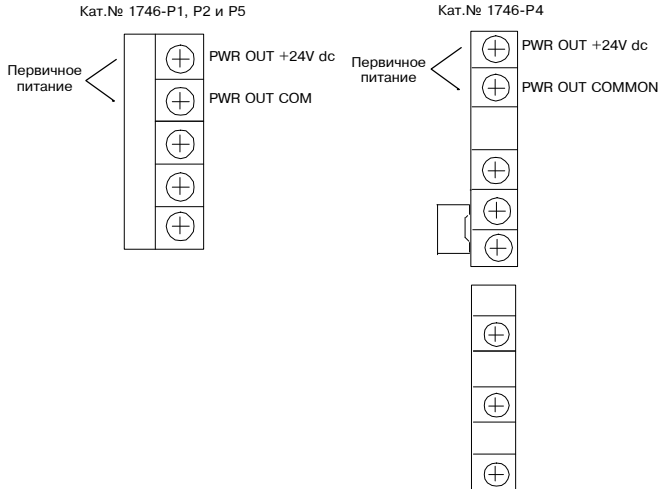 Кат.№ 1746-P1, P2 и P5
Первичное
питание
PWR OUT +24V dc
PWR OUT COM
Кат.№ 1746-P4
Первичное
питание
PWR OUT +24V dc
PWR OUT COMMON